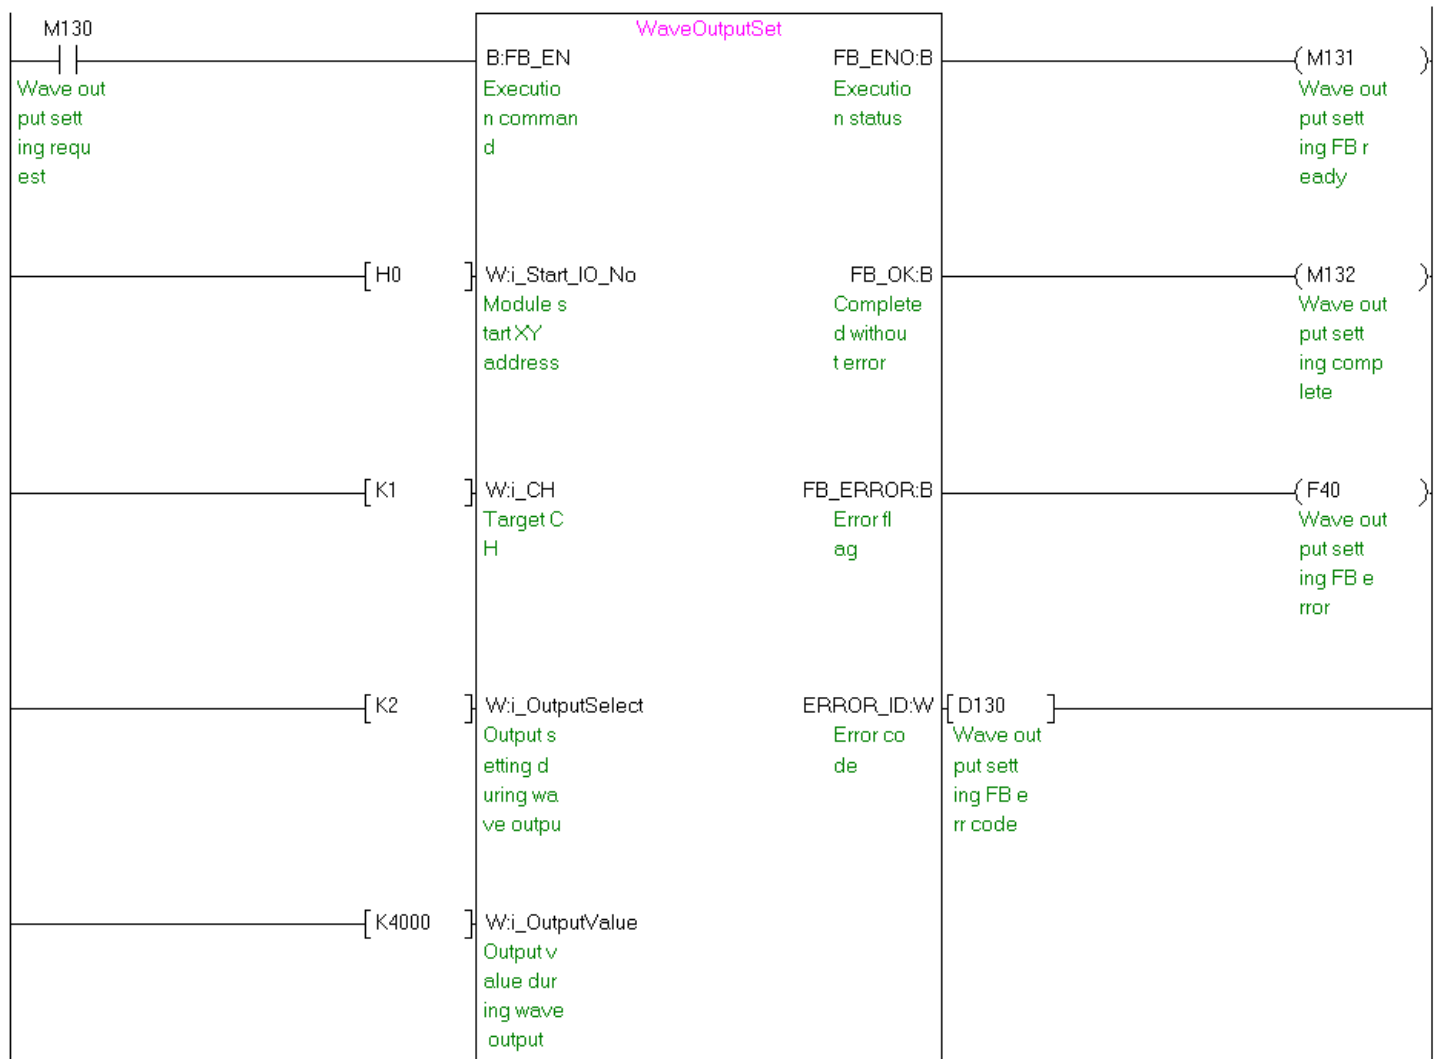 M130
WaveOutputSet
B:FB_EN
FB_ENO:B
M131
Wave out
put sett
ing requ
est
Executio
n comman
d
Executio
n status
Wave out
put sett
ing FB r
eady
H0
W:i_Start_IO_No
FB_OK:B
M132
Module s
tart XY
address
Complete
d withou
t error
Wave out
put sett
ing comp
lete
K1
W:i_CH
FB_ERROR:B
F40
Target C
H
Error fl
ag
Wave out
put sett
ing FB e
rror
K2
W:i_OutputSelect
ERROR_ID:W
D130
Output s
etting d
uring wa
ve outpu
Error co
de
Wave out
put sett
ing FB e
rr code
K4000
W:i_OutputValue
Output v
alue dur
ing wave
output